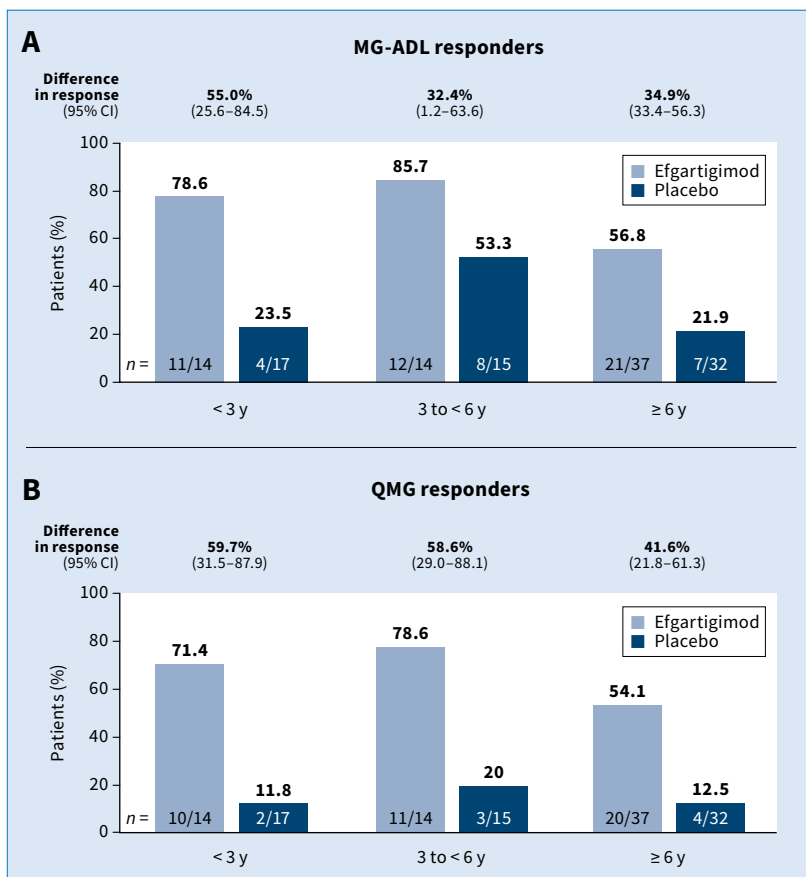 A
MG-ADL responders
Difference
in response
(95% CI)
55.0%
(25.6–84.5)
32.4%
(1.2–63.6)
34.9%
(33.4–56.3)
Patients (%)
100
80
60
40
20
0
Efgartigimod
Placebo
78.6
23.5
85.7
53.3
56.8
21.9
n = 11/14 4/17 12/14 8/15 21/37 7/32
< 3 y 3 to < 6 y ≥ 6 y
B
QMG responders
Difference
in response
(95% CI)
59.7%
(31.5–87.9)
58.6%
(29.0–88.1)
41.6%
(21.8–61.3)
Patients (%)
100
80
60
40
20
0
Efgartigimod
Placebo
71.4
11.8
78.6
20
54.1
12.5
n = 10/14 2/17 11/14 3/15 20/37 4/32
< 3 y 3 to < 6 y ≥ 6 y